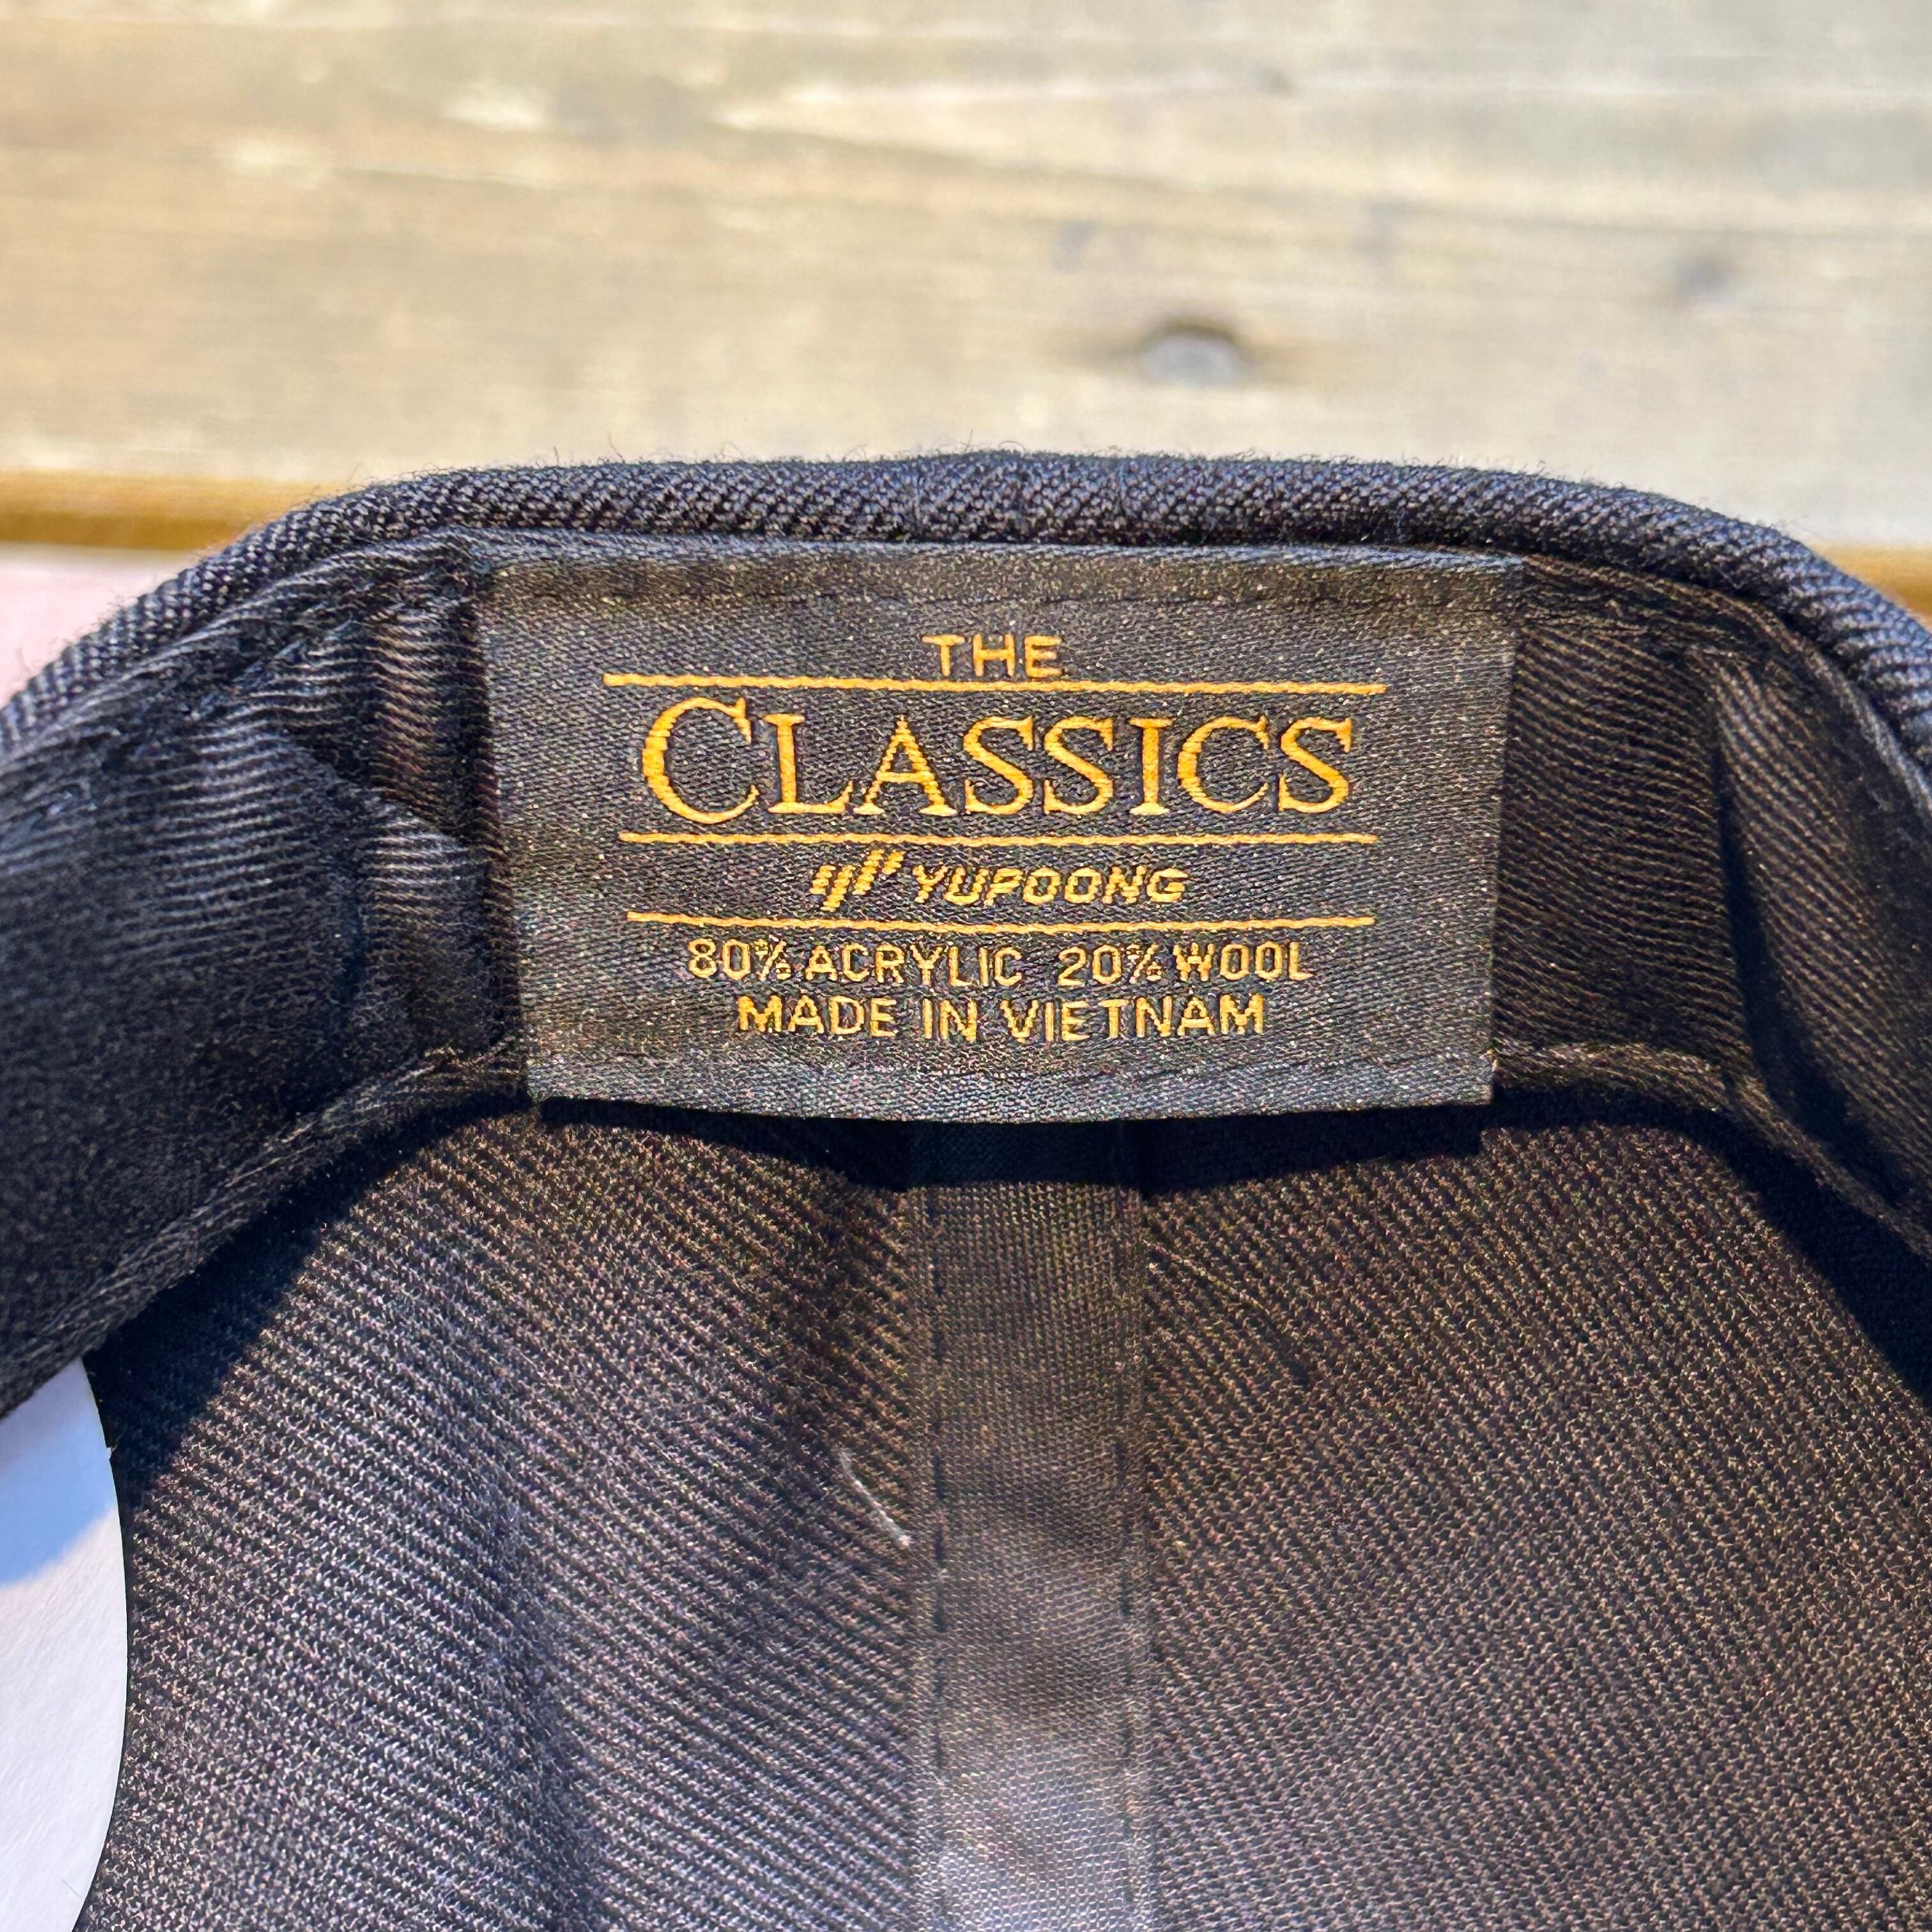 THE
CLASSICS
YUPOONG
80% ACRYLIC 20% WOOL
MADE IN VIETNAM